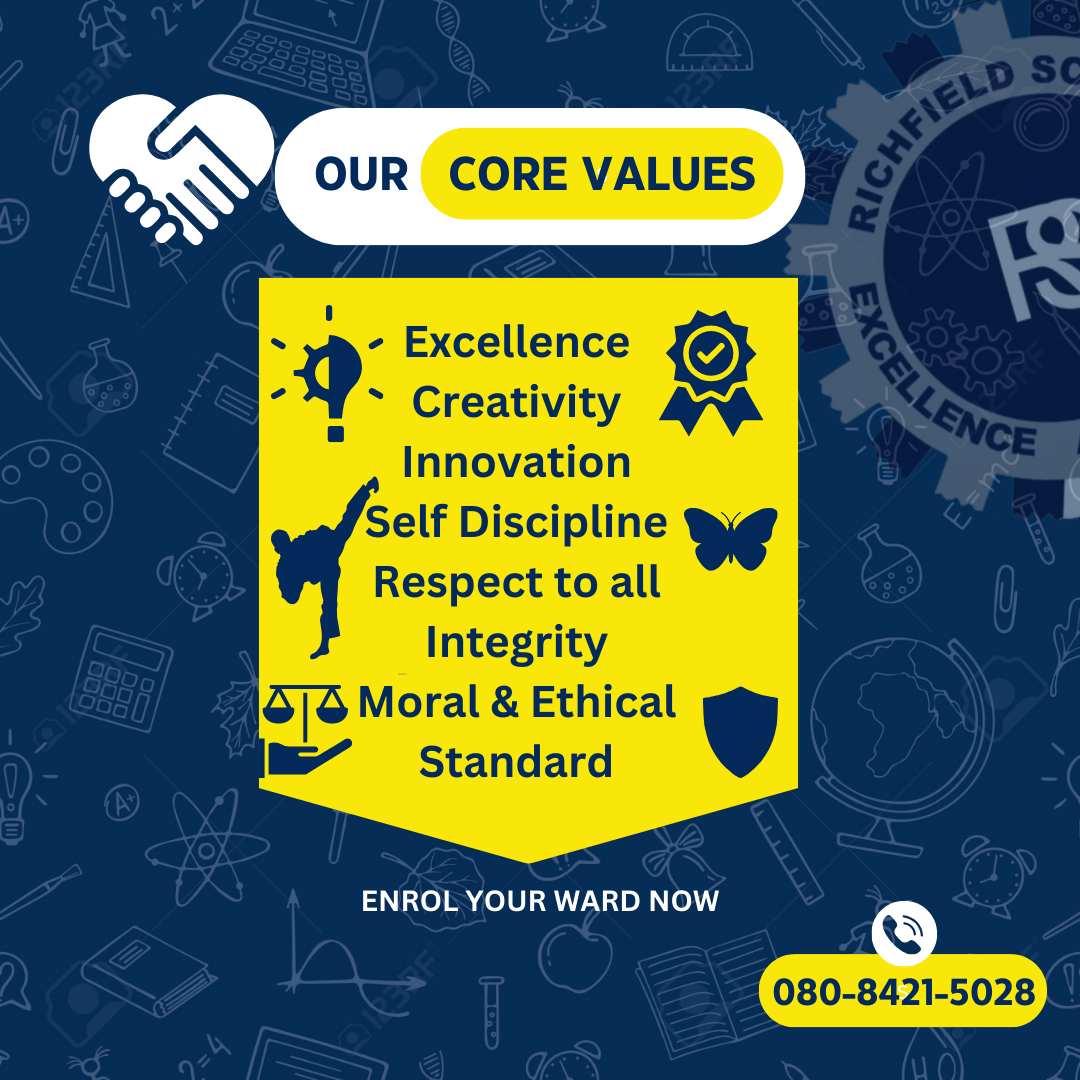 OUR CORE VALUES
RICHFIELD SC
EXCELLENCE
Excellence
Creativity
Innovation
Self Discipline
Respect to all
Integrity
Moral & Ethical
Standard
ENROL YOUR WARD NOW
080-8421-5028